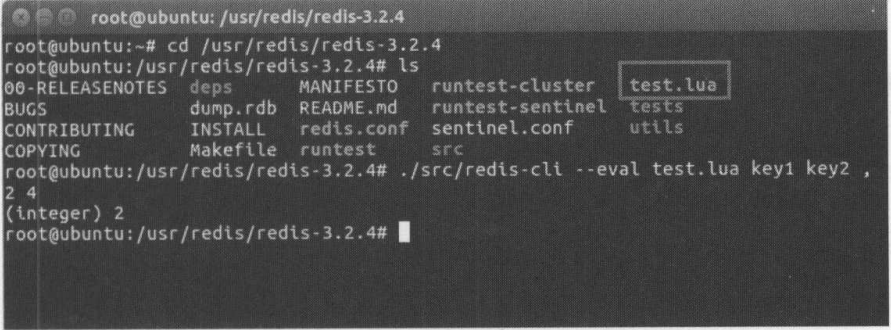 root@ubuntu: /usr/redis/redis-3.2.4
root@ubuntu:~# cd /usr/redis/redis-3.2.4
root@ubuntu:/usr/redis/redis-3.2.4# ls
00-RELEASENOTES deps MANIFESTO runtest-cluster test.lua
BUGS dump.rdb README.md runtest-sentinel tests
CONTRIBUTING INSTALL redis.conf sentinel.conf utils
COPYING Makefile runtest src
root@ubuntu:/usr/redis/redis-3.2.4# ./src/redis-cli --eval test.lua key1 key2 ,
2 4
(integer) 2
root@ubuntu:/usr/redis/redis-3.2.4#